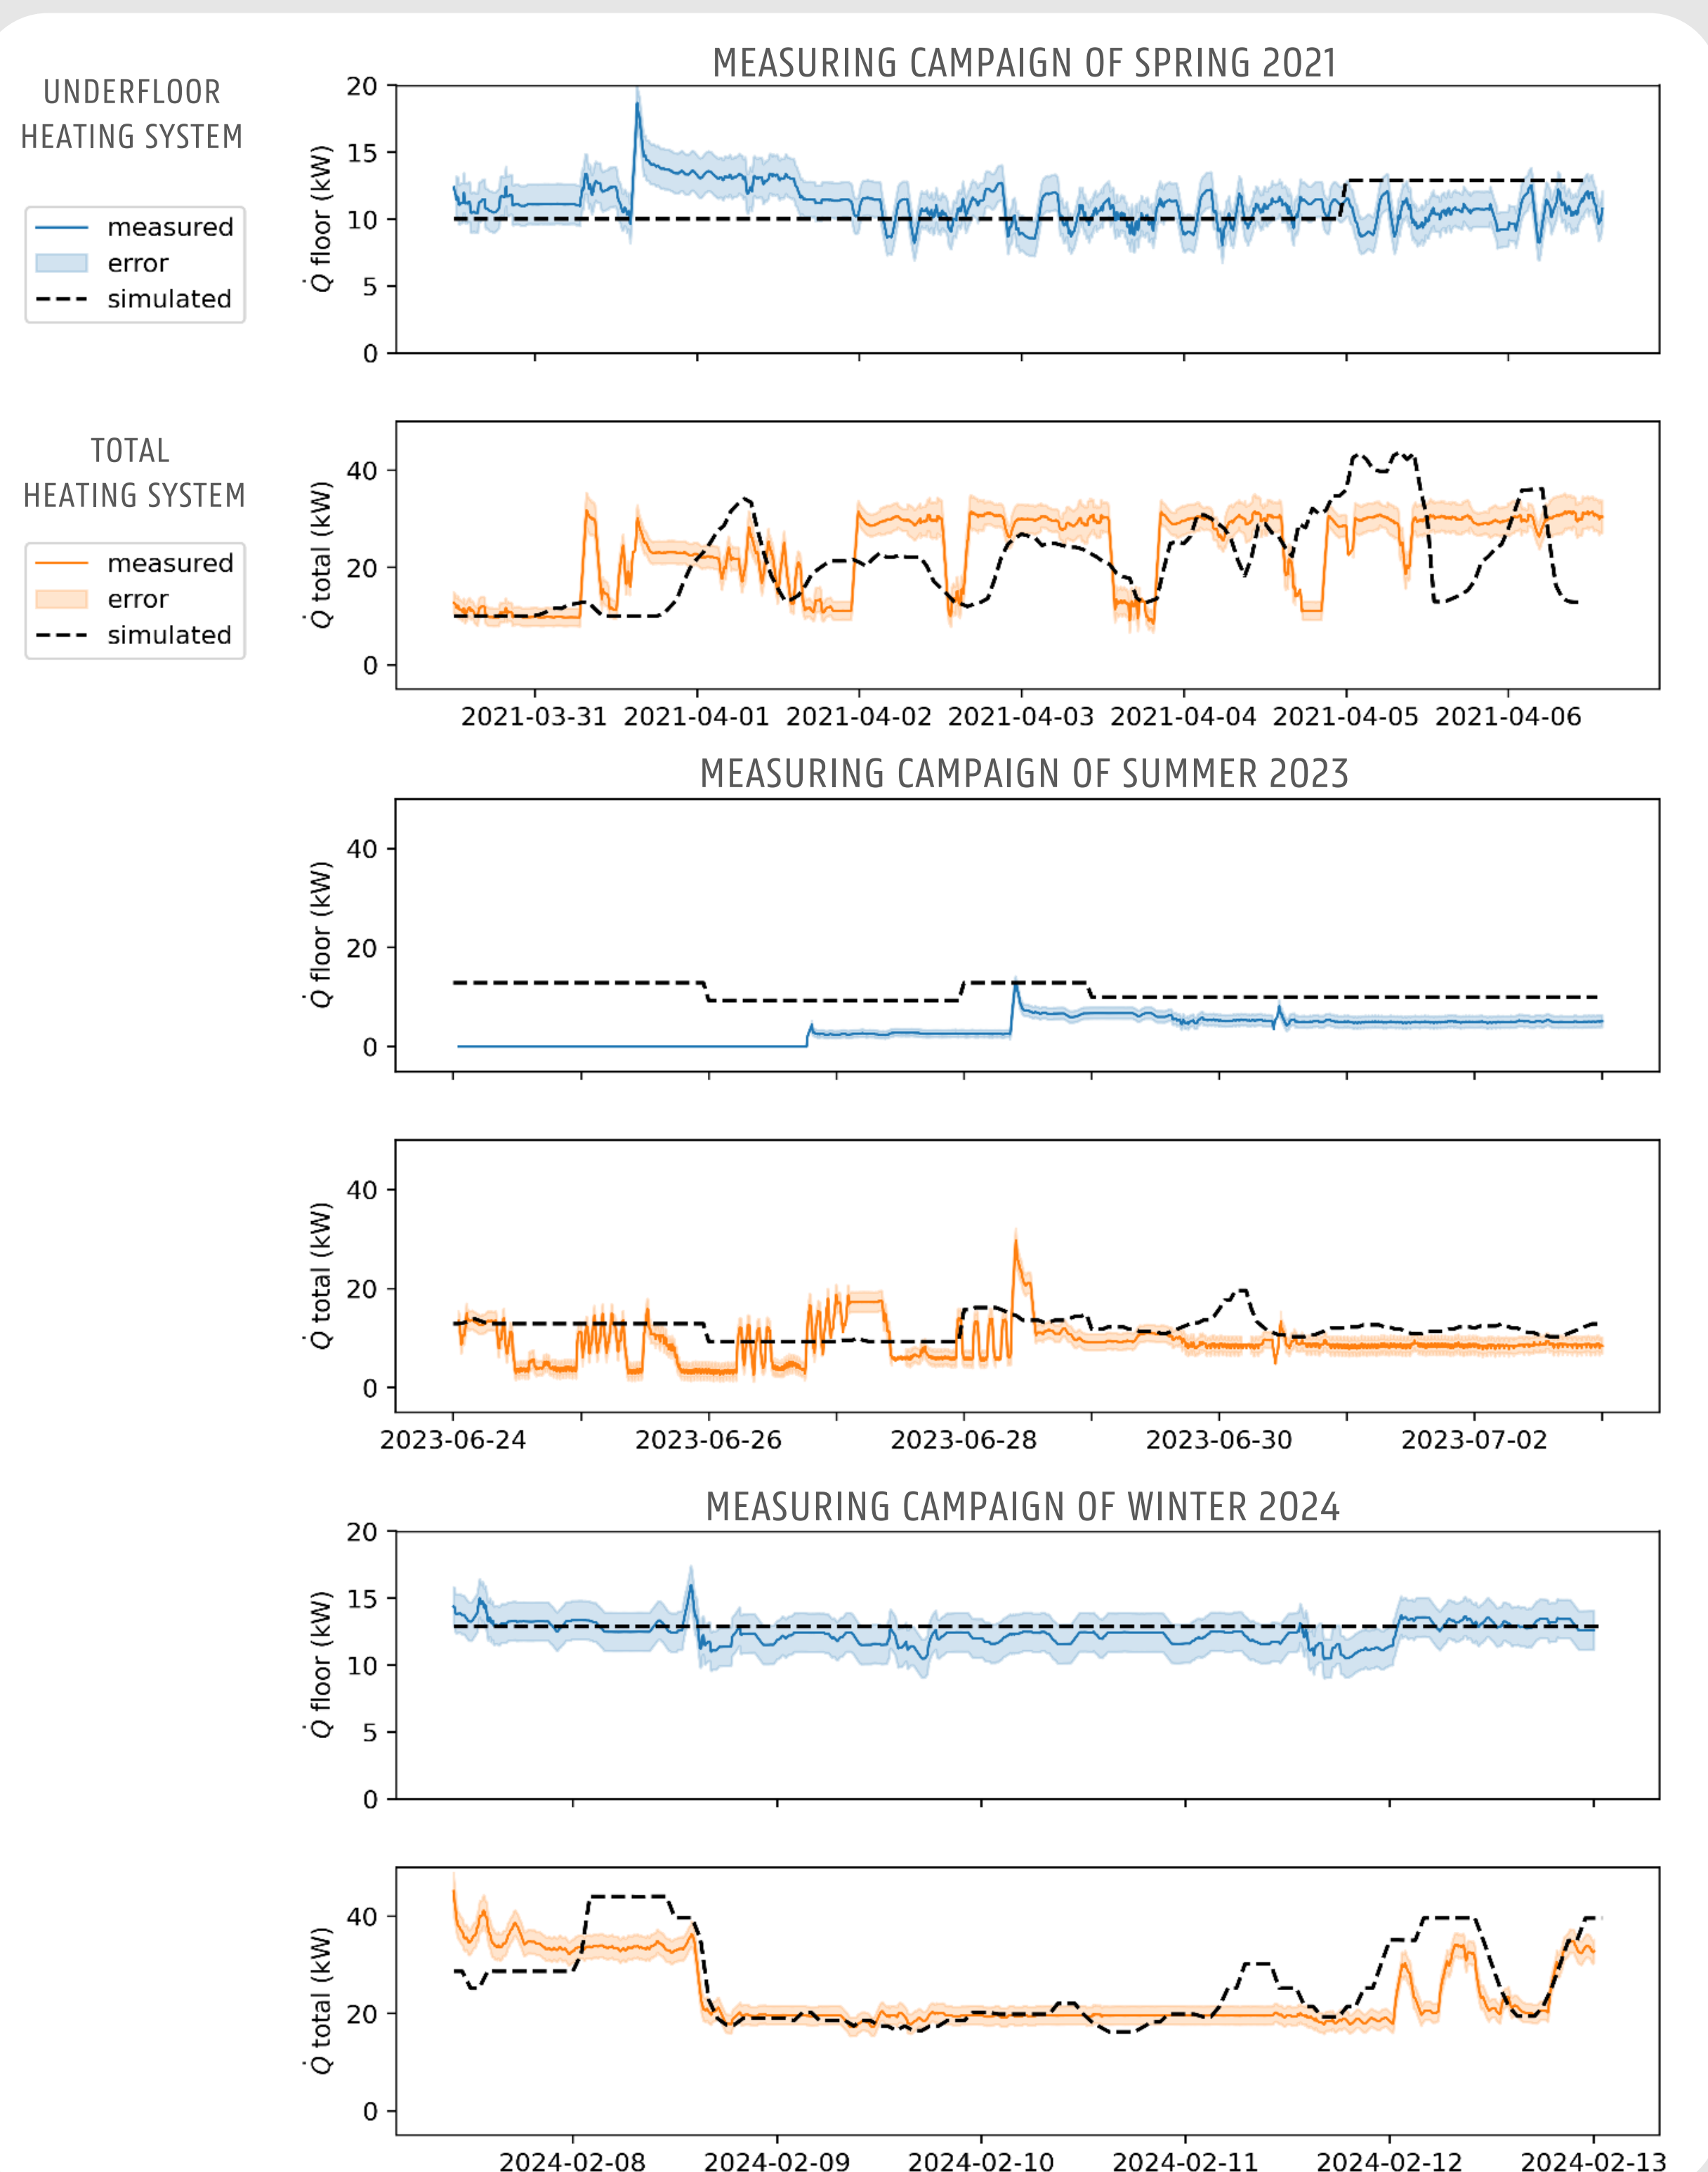 MEASURING CAMPAIGN OF SPRING 2021
UNDERFLOOR
HEATING SYSTEM
measured
error
simulated
Q̇ floor (kW)
20
15
10
5
0
TOTAL
HEATING SYSTEM
measured
error
simulated
Q̇ total (kW)
40
20
0
2021-03-31 2021-04-01 2021-04-02 2021-04-03 2021-04-04 2021-04-05 2021-04-06
MEASURING CAMPAIGN OF SUMMER 2023
Q̇ floor (kW)
40
20
0
Q̇ total (kW)
40
20
0
2023-06-24 2023-06-26 2023-06-28 2023-06-30 2023-07-02
MEASURING CAMPAIGN OF WINTER 2024
Q̇ floor (kW)
20
15
10
5
0
Q̇ total (kW)
40
20
0
2024-02-08 2024-02-09 2024-02-10 2024-02-11 2024-02-12 2024-02-13